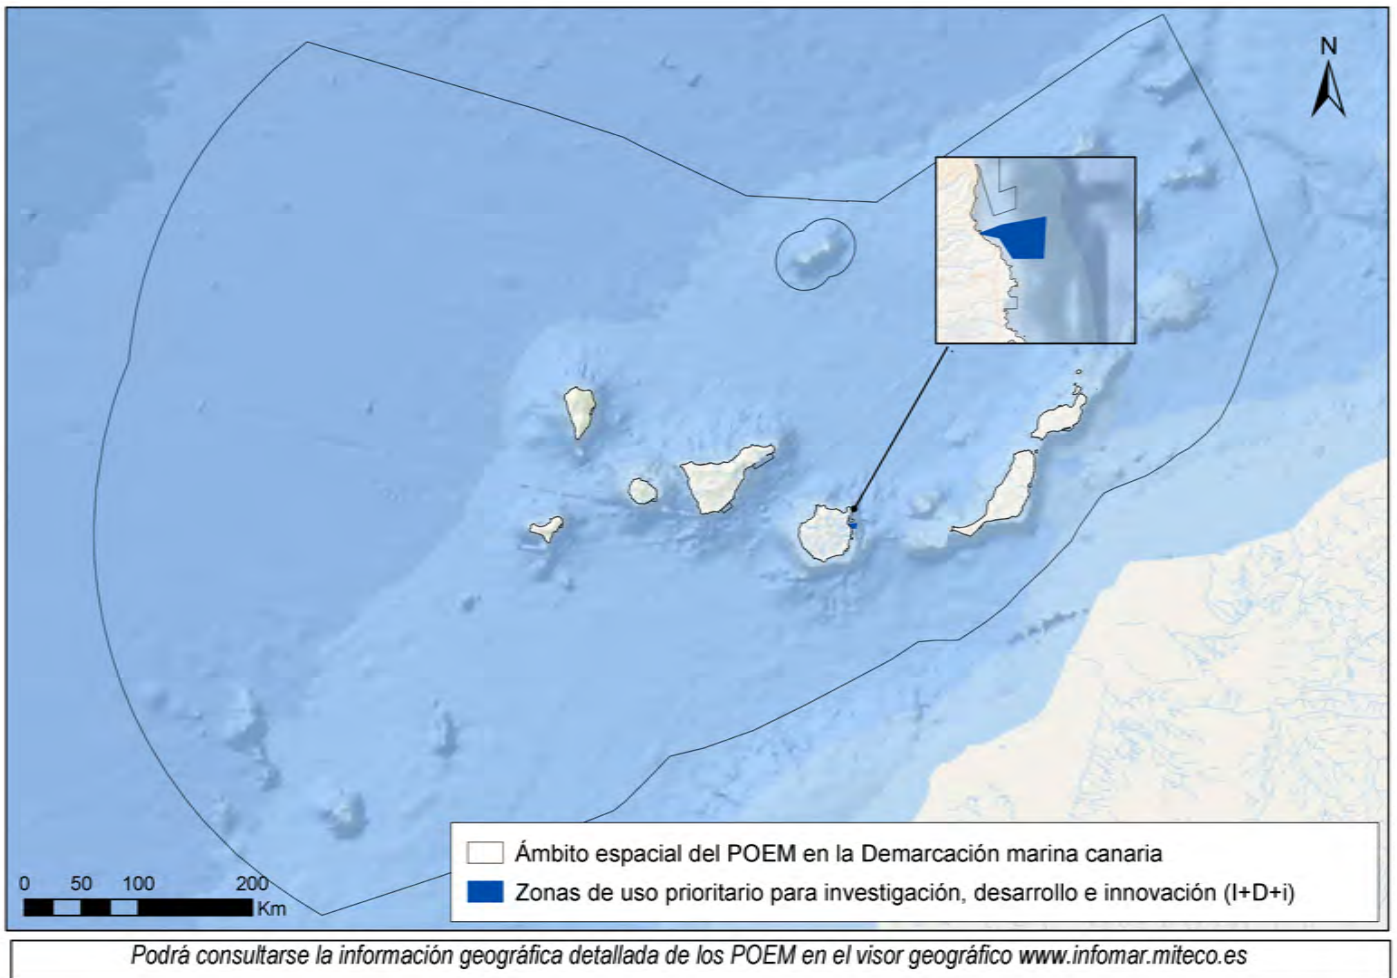 N
Ámbito espacial del POEM en la Demarcación marina canaria
Zonas de uso prioritario para investigación, desarrollo e innovación (I+D+i)
0 50 100 200
Km
Podrá consultarse la información geográfica detallada de los POEM en el visor geográfico www.infomar.miteco.es